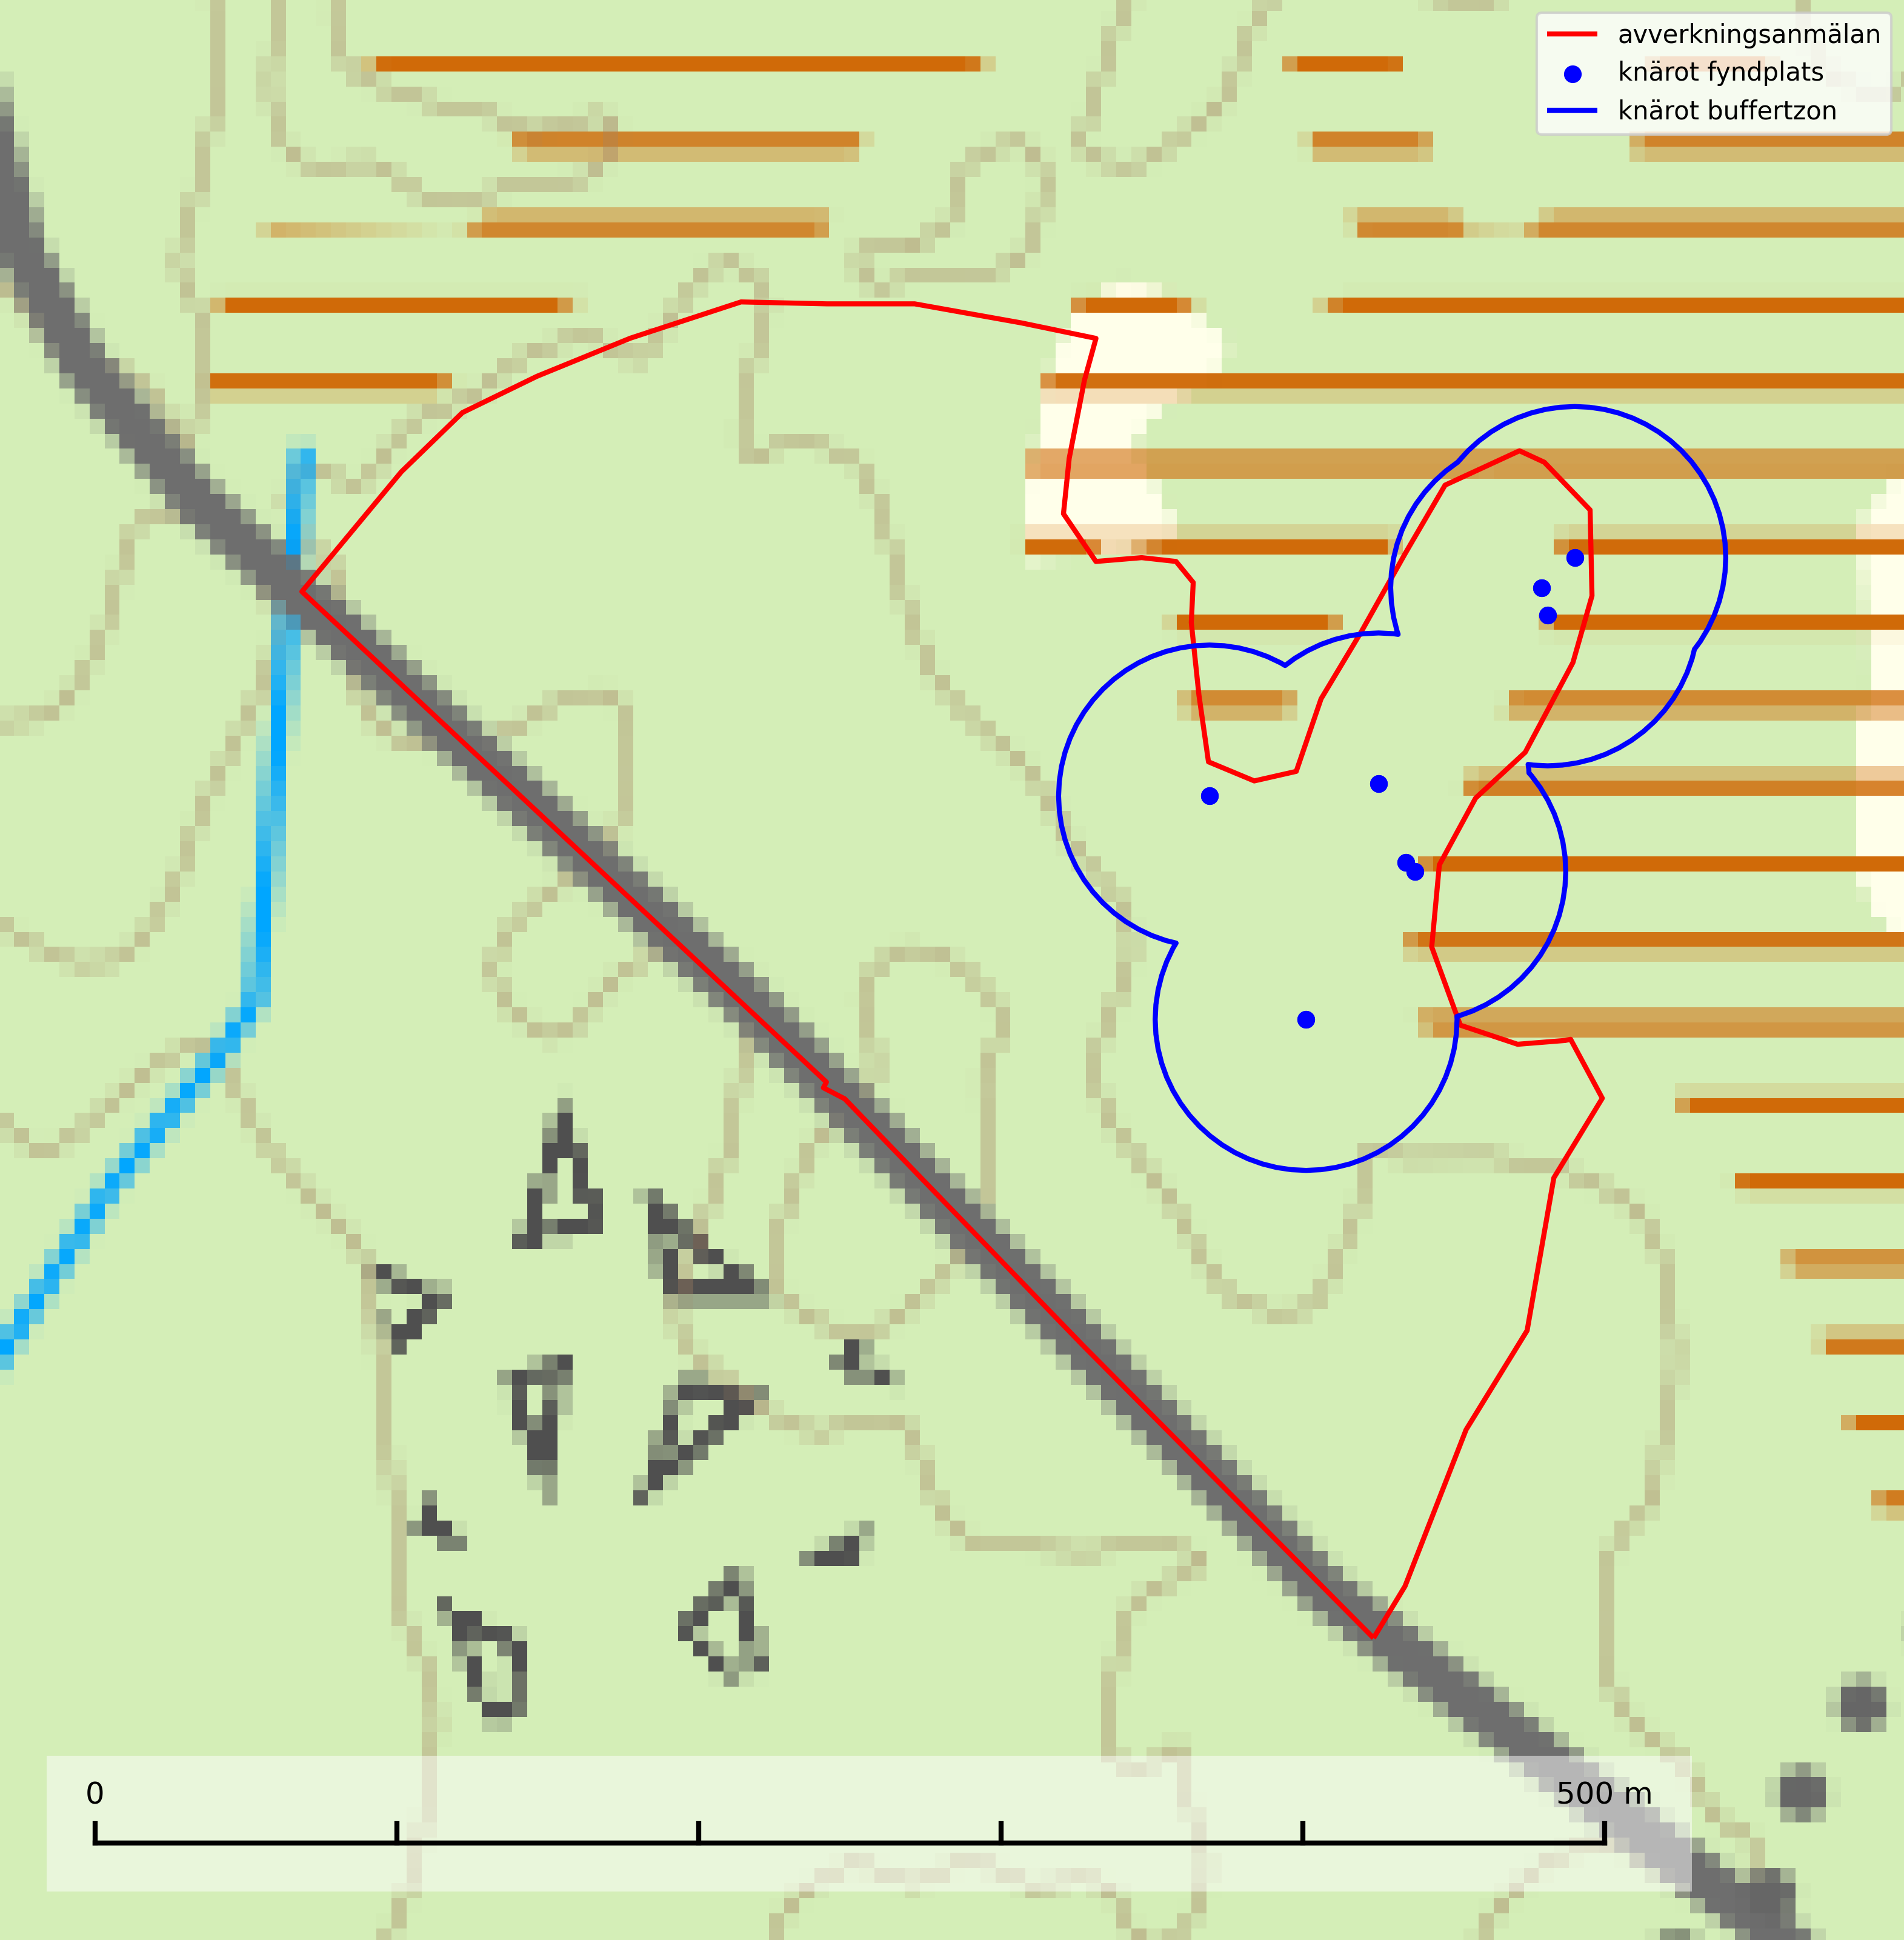 avverkningsanmälan
knärot fyndplats
knärot buffertzon
0 500 m